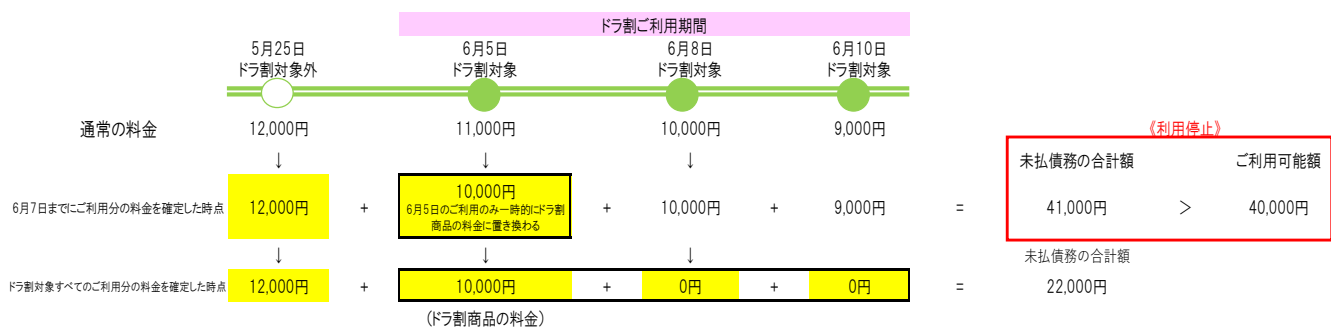 ドラ割ご利用期間
5月25日 6月5日 6月8日 6月10日
ドラ割対象外 ドラ割対象 ドラ割対象 ドラ割対象
通常の料金 12,000円 11,000円 10,000円 9,000円
《利用停止》
↓ ↓ ↓
未払債務の合計額 ご利用可能額
6月7日までにご利用分の料金を確定した時点 12,000円 + 10,000円
6月5日のご利用のみ一時的にドラ割
商品の料金に置き換わる
+ 10,000円 + 9,000円 = 41,000円 > 40,000円
↓ ↓ ↓
未払債務の合計額
ドラ割対象すべてのご利用分の料金を確定した時点 12,000円 + 10,000円 + 0円 + 0円 = 22,000円
(ドラ割商品の料金)